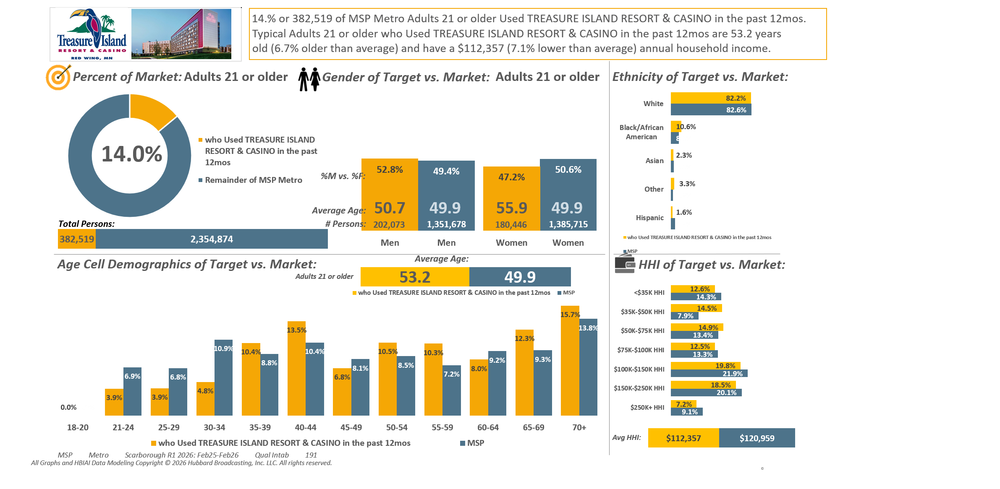 Treasure Island
RESORT & CASINO
RED WING, MN
14.% or 382,519 of MSP Metro Adults 21 or older Used TREASURE ISLAND RESORT & CASINO in the past 12mos.
Typical Adults 21 or older who Used TREASURE ISLAND RESORT & CASINO in the past 12mos are 53.2 years
old (6.7% older than average) and have a $112,357 (7.1% lower than average) annual household income.
Percent of Market: Adults 21 or older
14.0%
who Used TREASURE ISLAND
RESORT & CASINO in the past
12mos
Remainder of MSP Metro
Total Persons:
382,519 2,354,874
Gender of Target vs. Market: Adults 21 or older
%M vs. %F: 52.8% 49.4% 47.2% 50.6%
Average Age: 50.7 49.9 55.9 49.9
# Persons: 202,073 1,351,678 180,446 1,385,715
Men Men Women Women
Ethnicity of Target vs. Market:
White 82.2%
82.6%
Black/African
American
10.6%
8
Asian 2.3%
Other 3.3%
Hispanic 1.6%
who Used TREASURE ISLAND RESORT & CASINO in the past 12mos
MSP
Age Cell Demographics of Target vs. Market:
Average Age:
Adults 21 or older 53.2 49.9
who Used TREASURE ISLAND RESORT & CASINO in the past 12mos MSP
0.0%
3.9% 6.9%
3.9% 6.8%
4.8% 10.9%
10.4% 8.8%
13.5% 10.4%
6.8% 8.1%
10.5% 8.5%
10.3% 7.2%
8.0% 9.2%
12.3% 9.3%
15.7% 13.8%
18-20 21-24 25-29 30-34 35-39 40-44 45-49 50-54 55-59 60-64 65-69 70+
who Used TREASURE ISLAND RESORT & CASINO in the past 12mos MSP
HHI of Target vs. Market:
<$35K HHI 12.6%
14.3%
$35K-$50K HHI 14.5%
7.9%
$50K-$75K HHI 14.9%
13.4%
$75K-$100K HHI 12.5%
13.3%
$100K-$150K HHI 19.8%
21.9%
$150K-$250K HHI 18.5%
20.1%
$250K+ HHI 7.2%
9.1%
Avg HHI: $112,357 $120,959
MSP Metro Scarborough R1 2026: Feb25-Feb26 Qual Intab 191
All Graphs and HBIAI Data Modeling Copyright © 2026 Hubbard Broadcasting, Inc. LLC. All rights reserved.
©